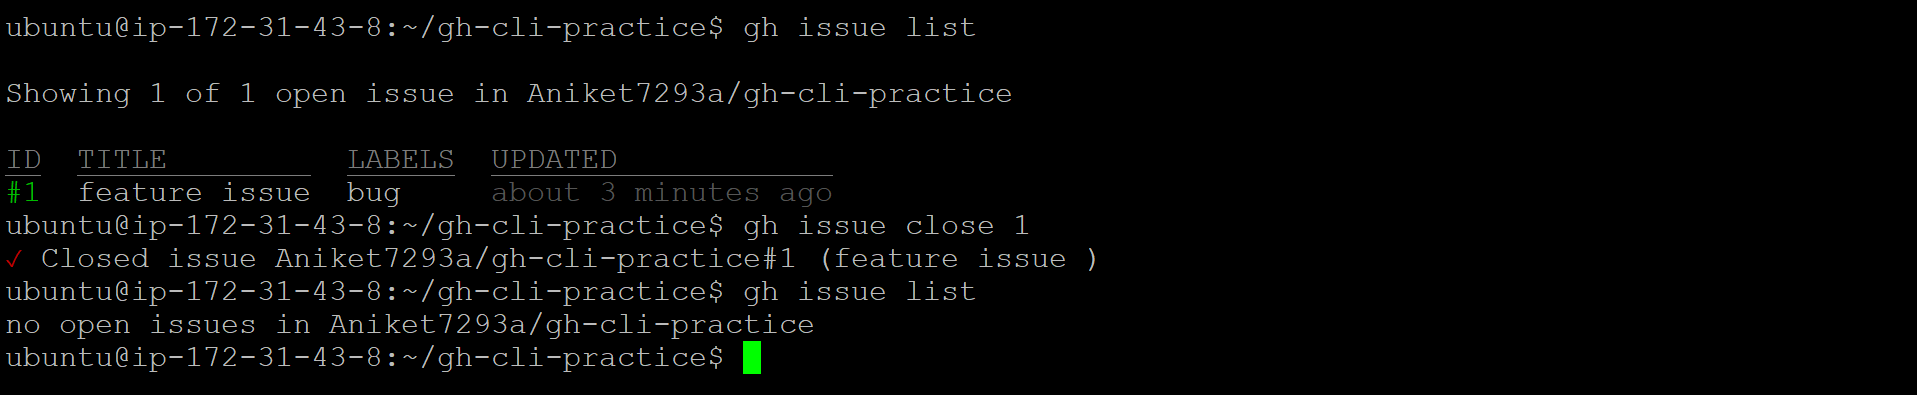 ubuntu@ip-172-31-43-8:~/gh-cli-practice$ gh issue list
Showing 1 of 1 open issue in Aniket7293a/gh-cli-practice
ID  TITLE          LABELS  UPDATED
#1  feature issue  bug     about 3 minutes ago
ubuntu@ip-172-31-43-8:~/gh-cli-practice$ gh issue close 1
✓ Closed issue Aniket7293a/gh-cli-practice#1 (feature issue )
ubuntu@ip-172-31-43-8:~/gh-cli-practice$ gh issue list
no open issues in Aniket7293a/gh-cli-practice
ubuntu@ip-172-31-43-8:~/gh-cli-practice$